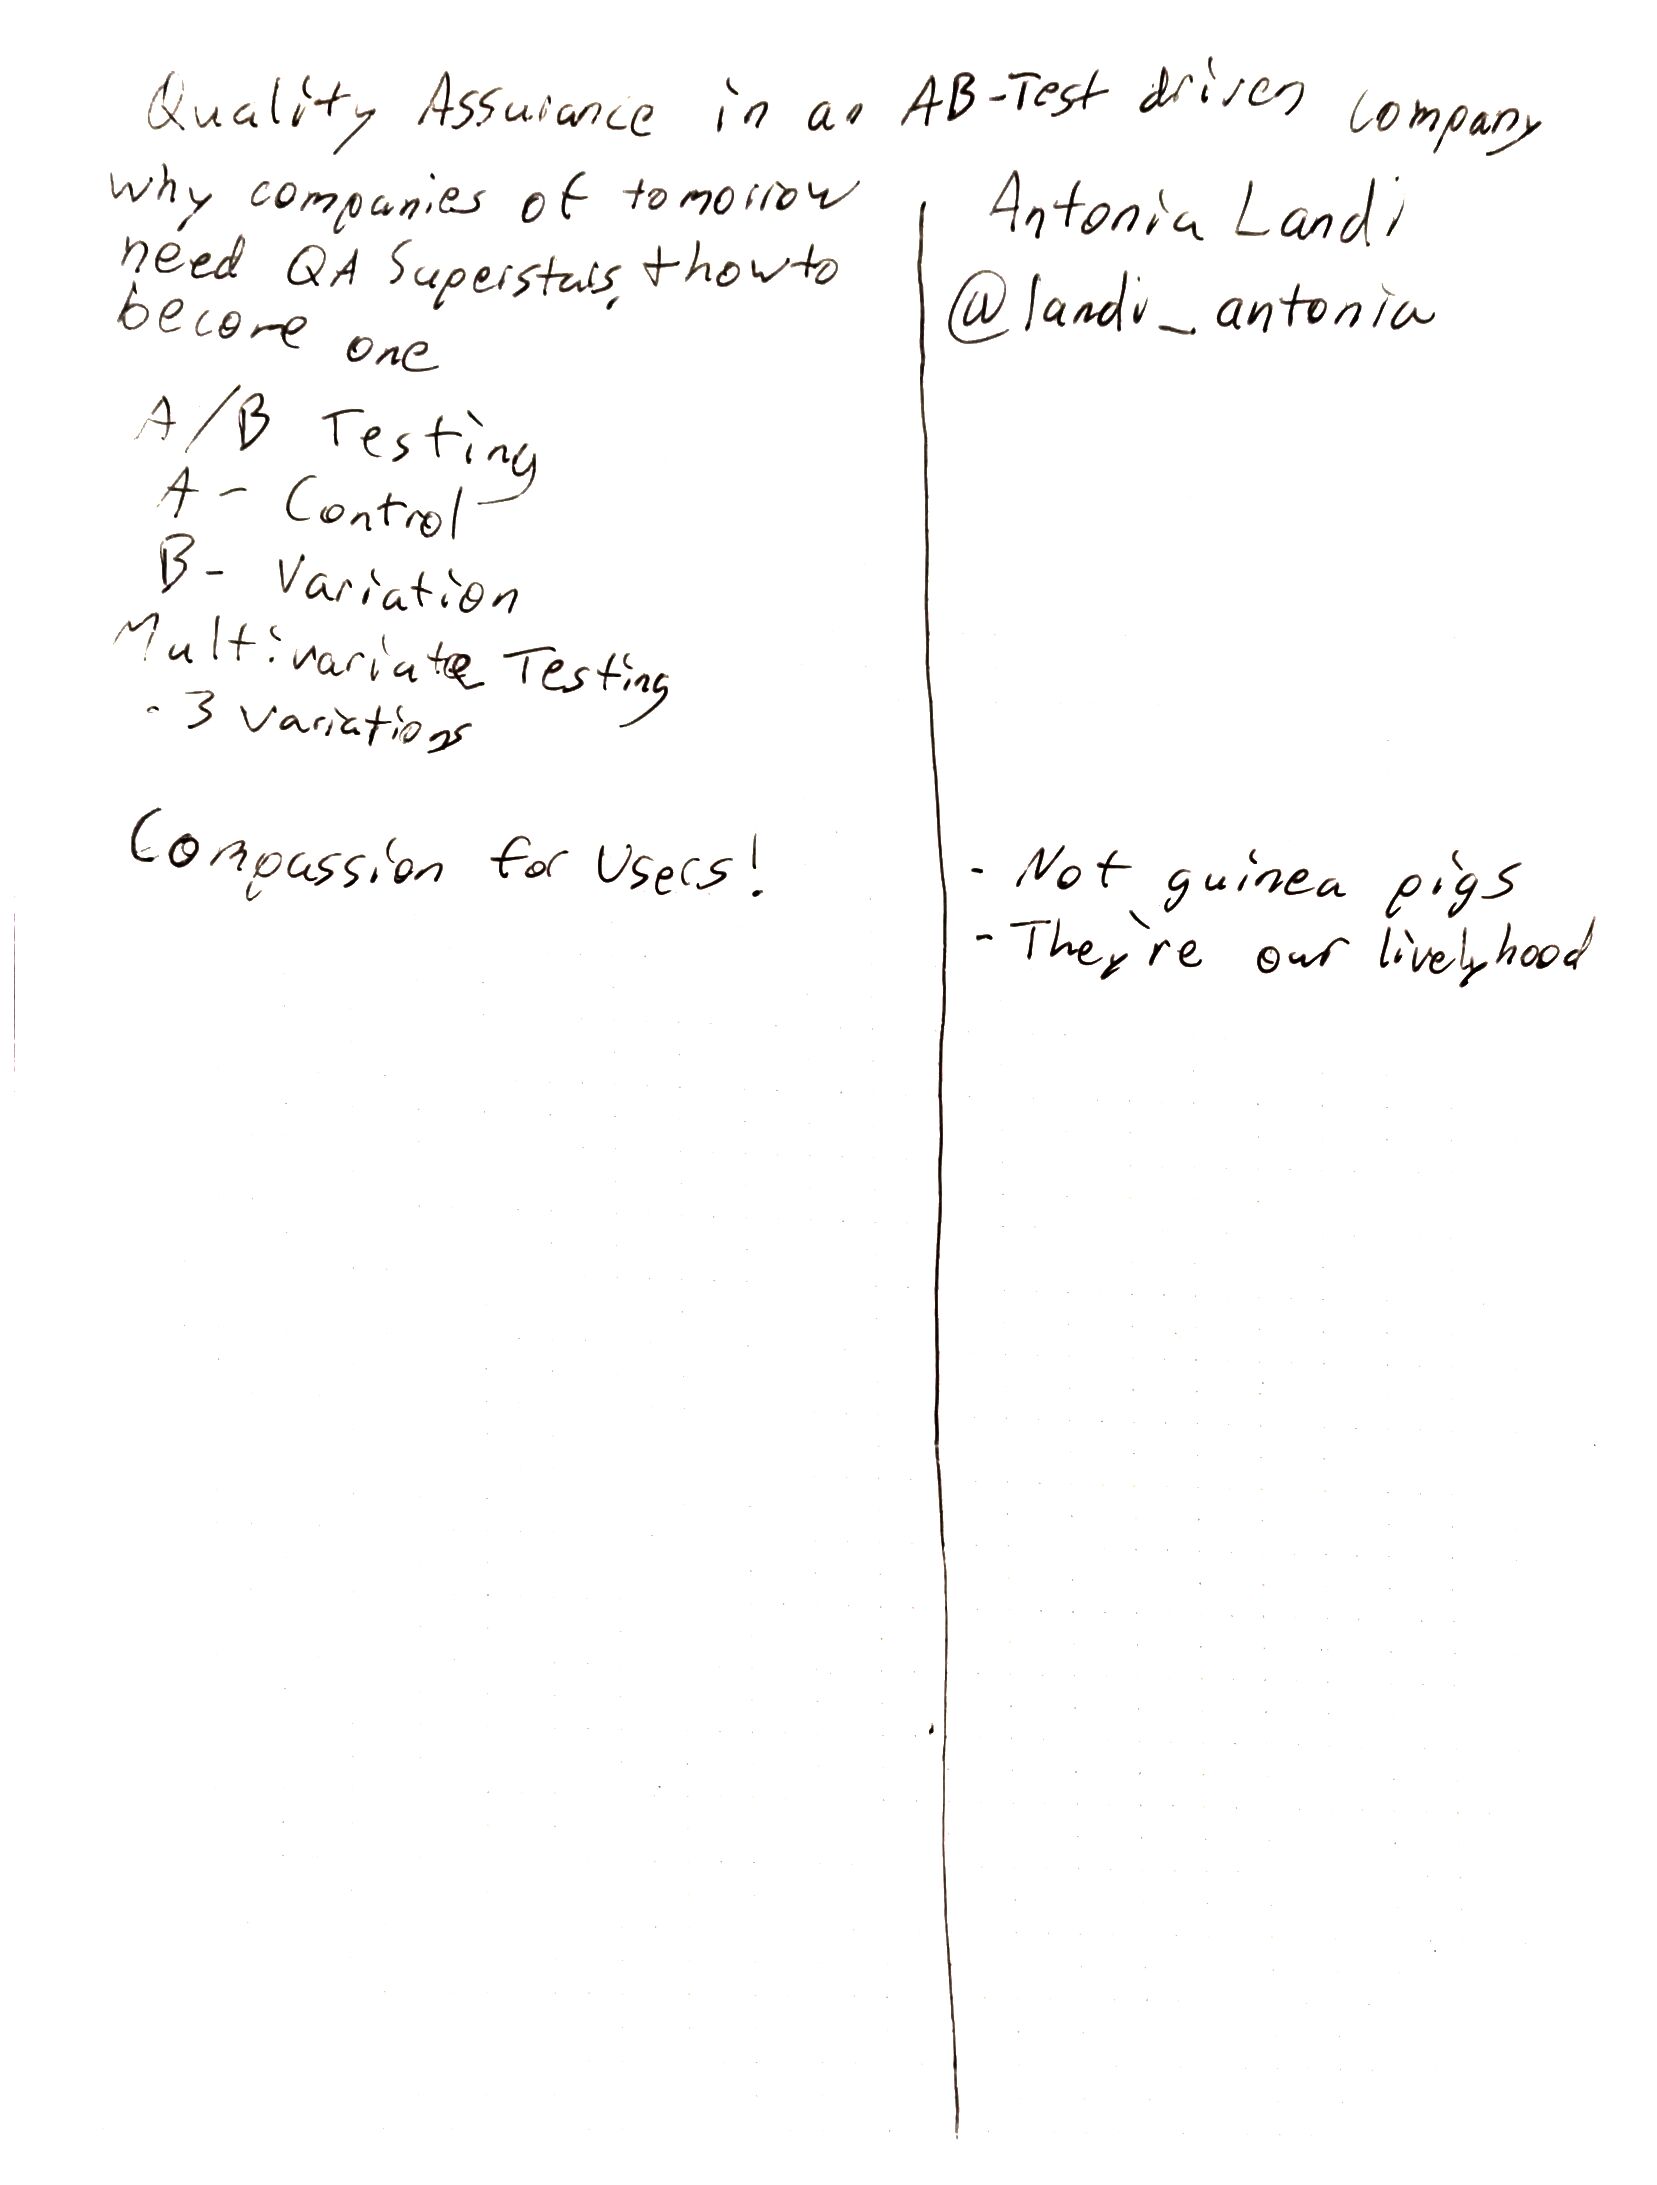 Quality Assurance in an AB-Test driven company
why companies of tomorrow
need QA Superstars, + how to
become one
Antonia Landi
@landi_antonia
A/B Testing
A - Control
B - Variation
Multivariate Testing
- 3 Variations
Compassion for Users!
- Not guinea pigs
- They're our livelyhood